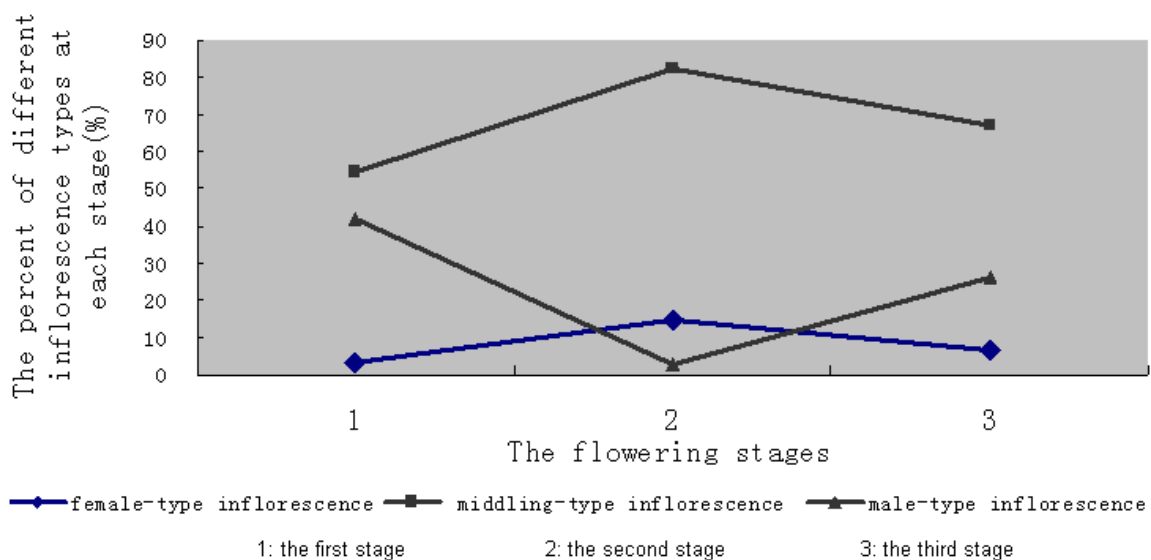 The percent of different
inflorescence types at
each stage(%)
90
80
70
60
50
40
30
20
10
0
1 2 3
The flowering stages
female-type inflorescence middling-type inflorescence male-type inflorescence
1: the first stage 2: the second stage 3: the third stage